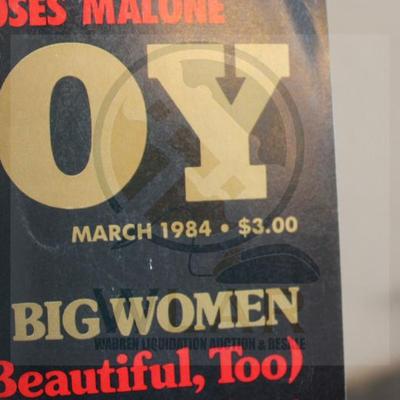 OSES MALONE
OY
MARCH 1984 • $3.00
BIG WOMEN
WARREN LIQUIDATION AUCTION & RESALE
Beautiful, Too)